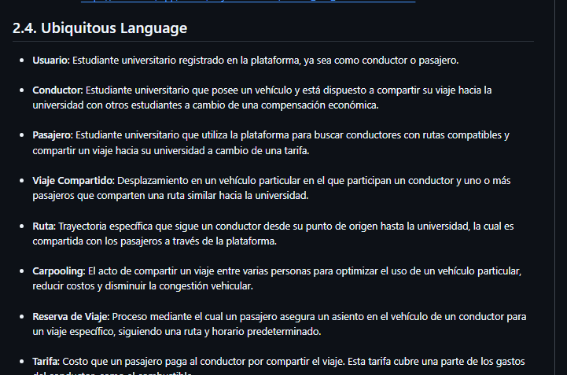 2.4. Ubiquitous Language
• Usuario: Estudiante universitario registrado en la plataforma, ya sea como conductor o pasajero.
• Conductor: Estudiante universitario que posee un vehículo y está dispuesto a compartir su viaje hacia la
universidad con otros estudiantes a cambio de una compensación económica.
• Pasajero: Estudiante universitario que utiliza la plataforma para buscar conductores con rutas compatibles y
compartir un viaje hacia su universidad a cambio de una tarifa.
• Viaje Compartido: Desplazamiento en un vehículo particular en el que participan un conductor y uno o más
pasajeros que comparten una ruta similar hacia la universidad.
• Ruta: Trayectoria específica que sigue un conductor desde su punto de origen hasta la universidad, la cual es
compartida con los pasajeros a través de la plataforma.
• Carpooling: El acto de compartir un viaje entre varias personas para optimizar el uso de un vehículo particular,
reducir costos y disminuir la congestión vehicular.
• Reserva de Viaje: Proceso mediante el cual un pasajero asegura un asiento en el vehículo de un conductor para
un viaje específico, siguiendo una ruta y horario predeterminado.
• Tarifa: Costo que un pasajero paga al conductor por compartir el viaje. Esta tarifa cubre una parte de los gastos